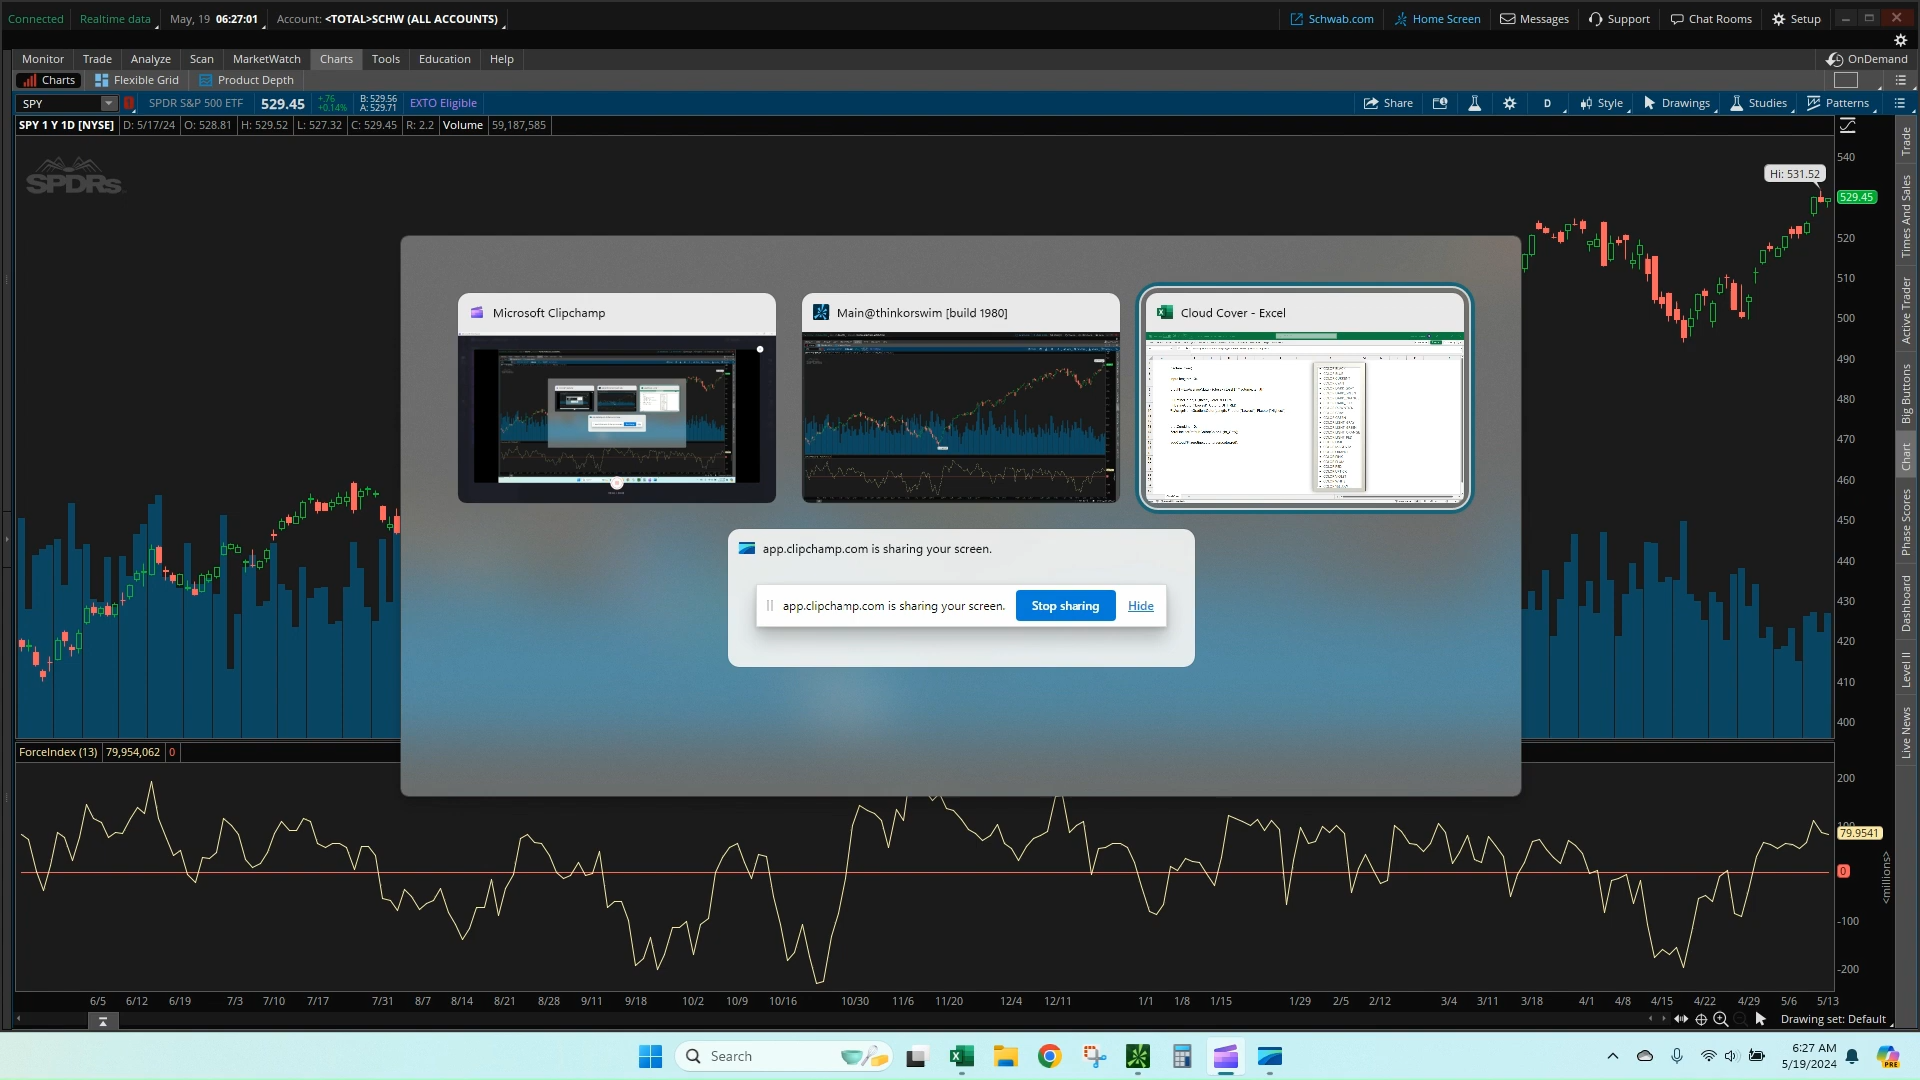 Connected Realtime data May, 19 06:27:01 Account: <TOTAL>SCHW (ALL ACCOUNTS) Schwab.com Home Screen Messages Support Chat Rooms Setup
Monitor Trade Analyze Scan MarketWatch Charts Tools Education Help OnDemand
Charts Flexible Grid Product Depth
SPY SPDR S&P 500 ETF 529.45 +.76 +0.14% B: 529.56 A: 529.71 EXTO Eligible Share D Style Drawings Studies Patterns
SPY 1 Y 1D [NYSE] D: 5/17/24 O: 528.81 H: 529.52 L: 527.32 C: 529.45 R: 2.2 Volume 59,187,585
SPDRs
Hi: 531.52
540
529.45
520
510
500
490
480
470
460
450
440
430
420
410
400
Microsoft Clipchamp
Main@thinkorswim [build 1980]
Cloud Cover - Excel
app.clipchamp.com is sharing your screen.
app.clipchamp.com is sharing your screen. Stop sharing Hide
ForceIndex (13) 79,954,062 0
200
79.9541
0
-100
-200
<millions>
6/5 6/12 6/19 7/3 7/10 7/17 7/31 8/7 8/14 8/21 8/28 9/11 9/18 10/2 10/9 10/16 10/30 11/6 11/20 12/4 12/11 1/1 1/8 1/15 1/29 2/5 2/12 3/4 3/11 3/18 4/1 4/8 4/15 4/22 4/29 5/6 5/13
Drawing set: Default
Trade
Times And Sales
Active Trader
Big Buttons
Chart
Phase Scores
Dashboard
Level II
Live News
Search
6:27 AM
5/19/2024
PRE